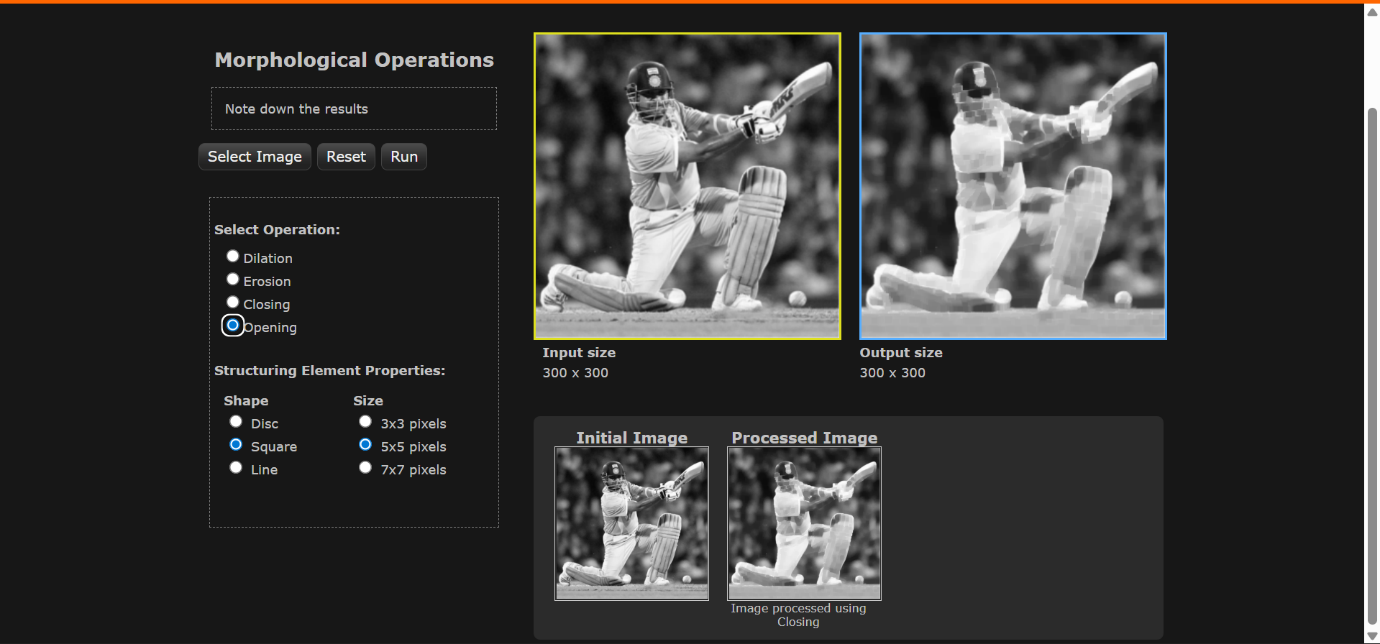 Morphological Operations
Note down the results
Select Image
Reset
Run
Select Operation:
Dilation
Erosion
Closing
Opening
Structuring Element Properties:
Shape
Size
Disc
3x3 pixels
Square
5x5 pixels
Line
7x7 pixels
Input size
300 x 300
Output size
300 x 300
Initial Image
Processed Image
Image processed using
Closing